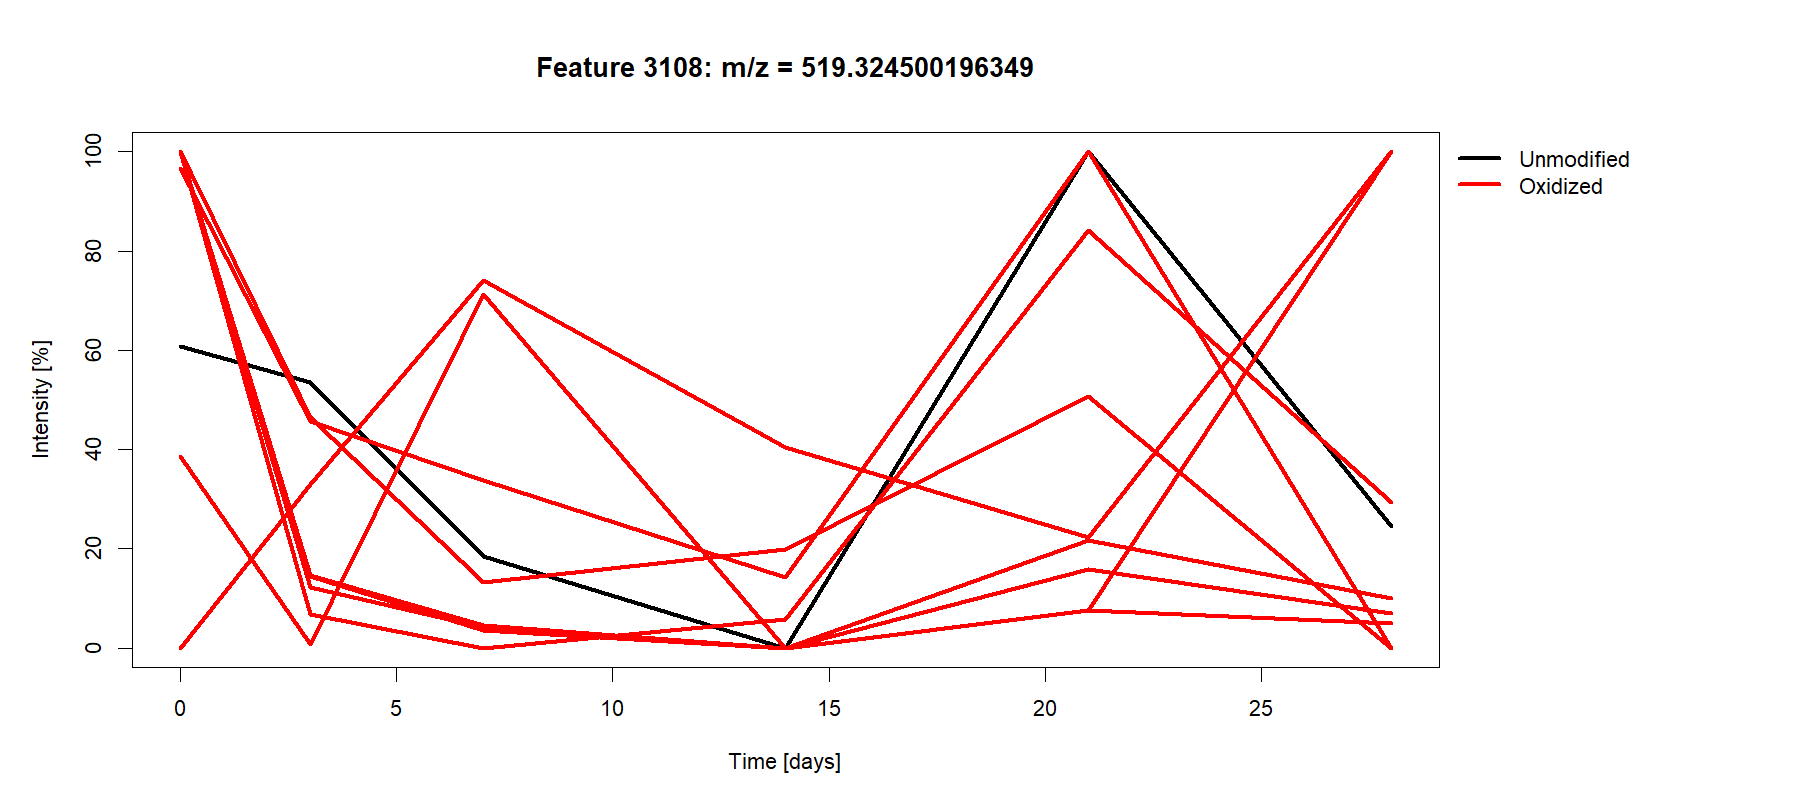 Feature 3108: m/z = 519.324500196349
Unmodified
Oxidized
Intensity [%]
100
80
60
40
20
0
0 5 10 15 20 25
Time [days]